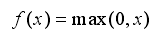 f(x) = max(0, x)